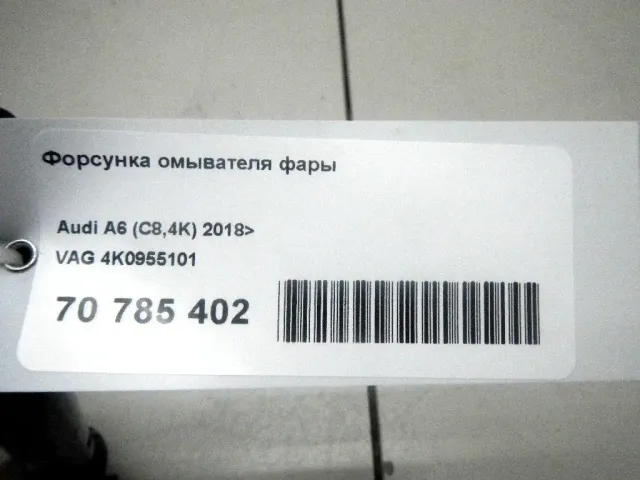 Форсунка омывателя фары
Audi A6 (C8,4K) 2018>
VAG 4K0955101
70 785 402